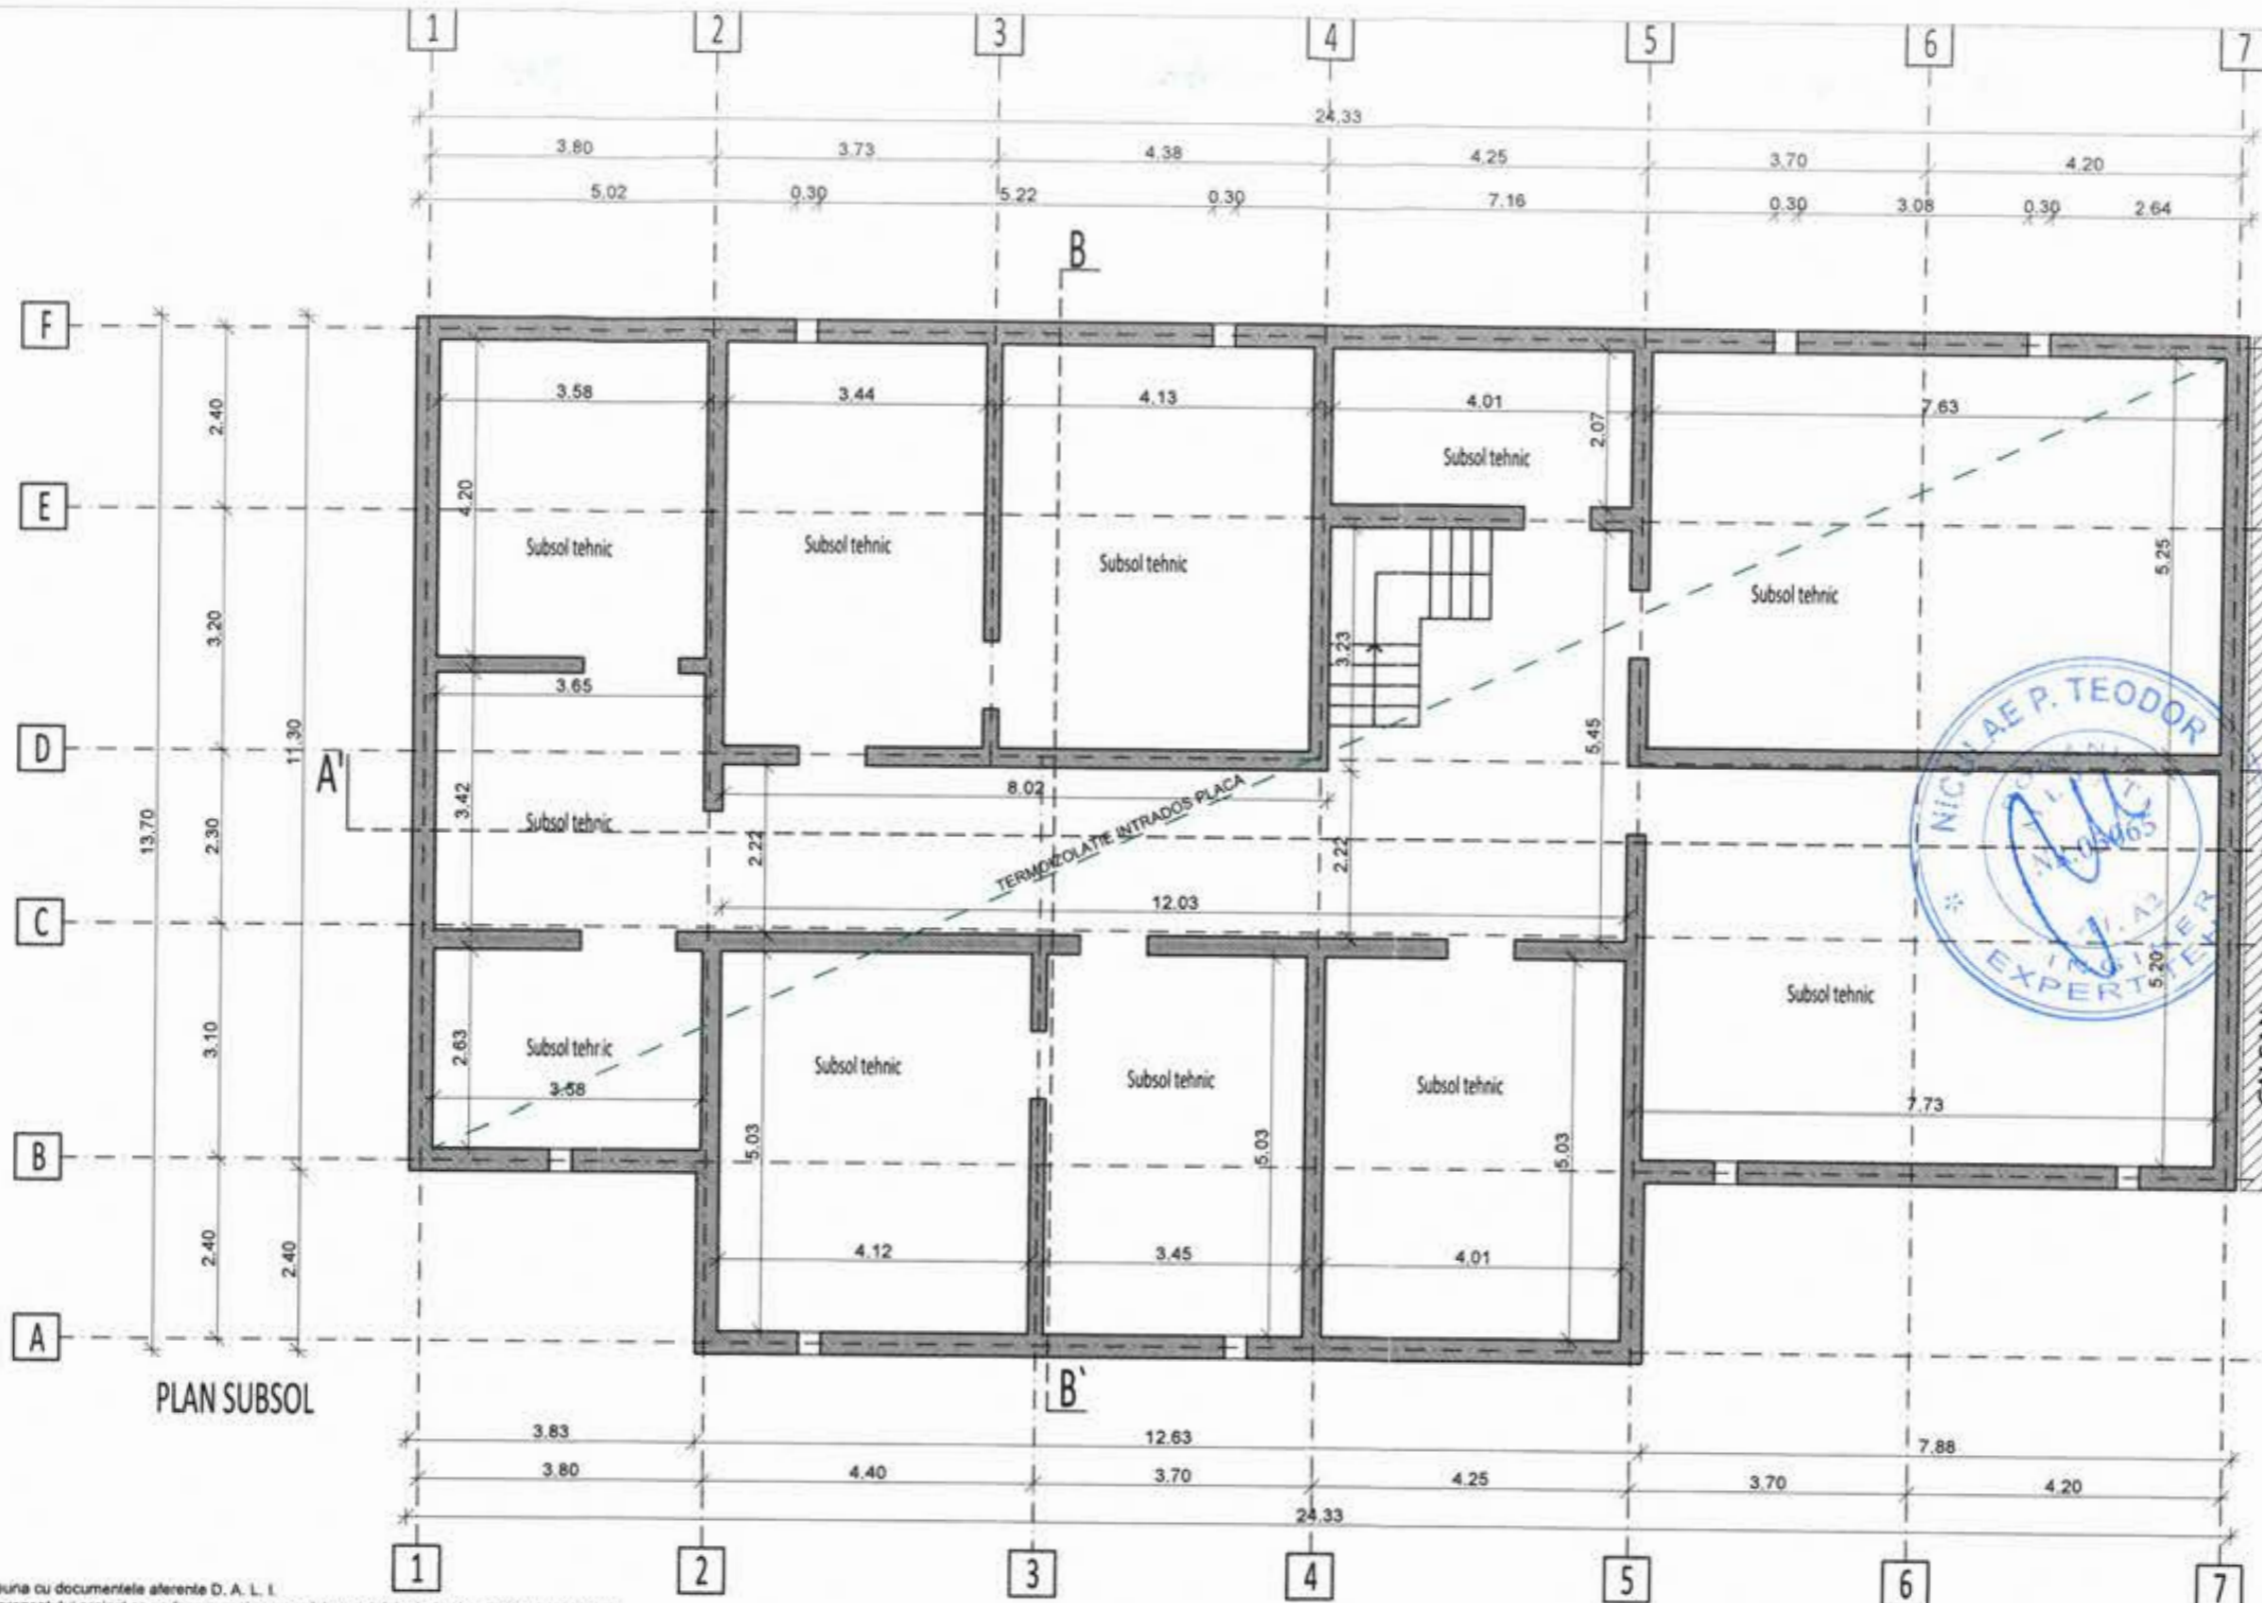 1 2 3 4 5 6 7
24.33
3.80 3.73 4.38 4.25 3.70 4.20
5.02 0.30 5.22 0.30 7.16 0.30 3.08 0.30 2.64
B
F
3.58 3.44 4.13 4.01 7.63
2.40
2.07
Subsol tehnic
E
4.20
Subsol tehnic
Subsol tehnic
Subsol tehnic
5.25
Subsol tehnic
3.20
3.23
3.65
11.30
5.45
NICULAE P. TEODOR
D
A'
8.02
TERMOIZOLATIE INTRADOS PLACA
3.42
Subsol tehnic
13.70
2.30
2.22
2.22
12.03
C
EXPERT TEH
INGINER
5.20
Subsol tehnic
3.10
2.63
Subsol tehnic
Subsol tehnic
Subsol tehnic
Subsol tehnic
3.58
7.73
B
5.03
5.03
5.03
2.40
2.40
4.12 3.45 4.01
A
PLAN SUBSOL
B`
3.83 12.63 7.88
3.80 4.40 3.70 4.25 3.70 4.20
24.33
1 2 3 4 5 6 7
una cu documentele aferente D. A. L. I.